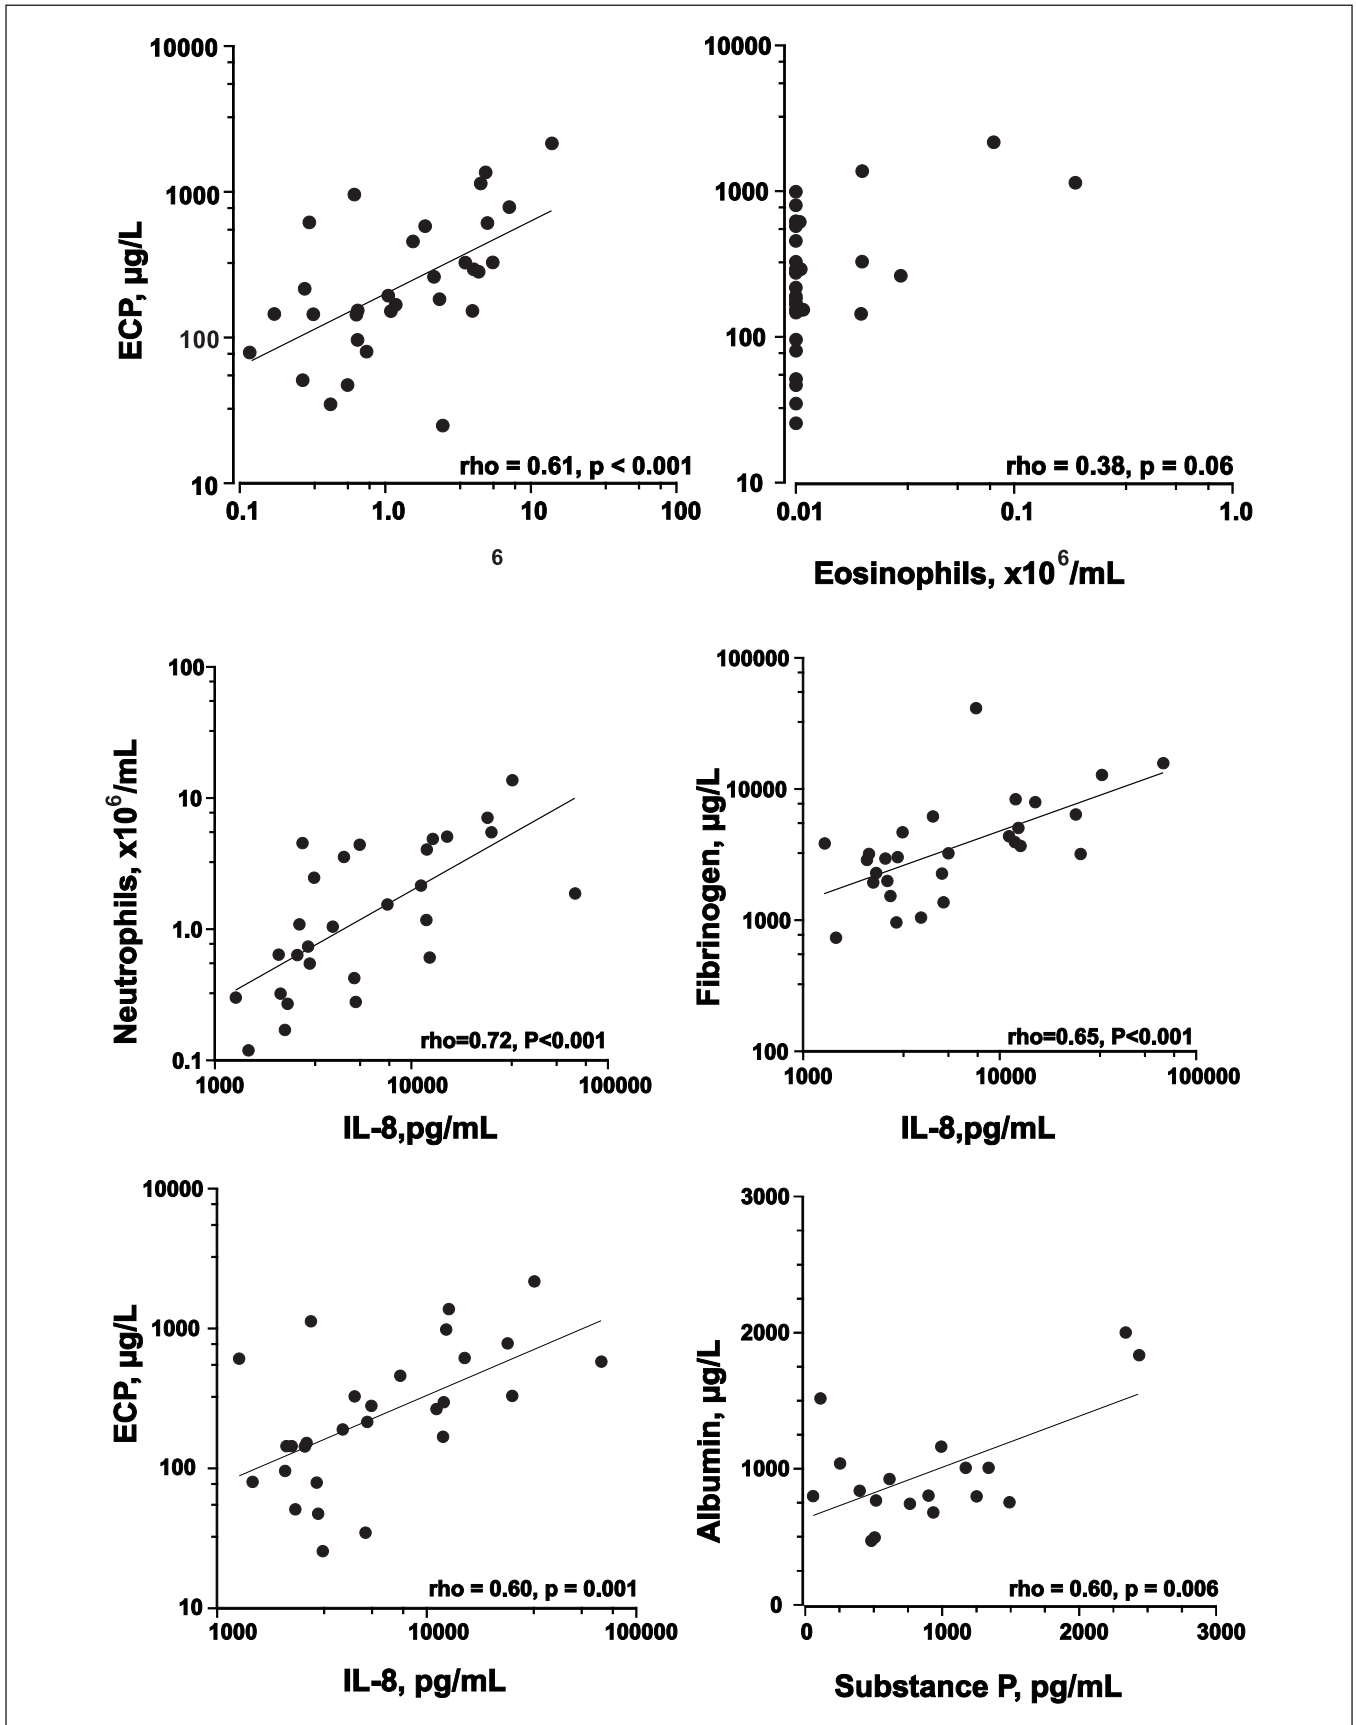 10000
1000
100
10
ECP, µg/L
rho = 0.61, p < 0.001
0.1 1.0 10 100
6
10000
1000
100
10
rho = 0.38, p = 0.06
0.01 0.1 1.0
Eosinophils, x10⁶/mL
100
10
1.0
0.1
Neutrophils, x10⁶/mL
rho=0.72, P<0.001
1000 10000 100000
IL-8,pg/mL
100000
10000
1000
100
Fibrinogen, µg/L
rho=0.65, P<0.001
1000 10000 100000
IL-8,pg/mL
10000
1000
100
10
ECP, µg/L
rho = 0.60, p = 0.001
1000 10000 100000
IL-8, pg/mL
3000
2000
1000
0
Albumin, µg/L
rho = 0.60, p = 0.006
0 1000 2000 3000
Substance P, pg/mL